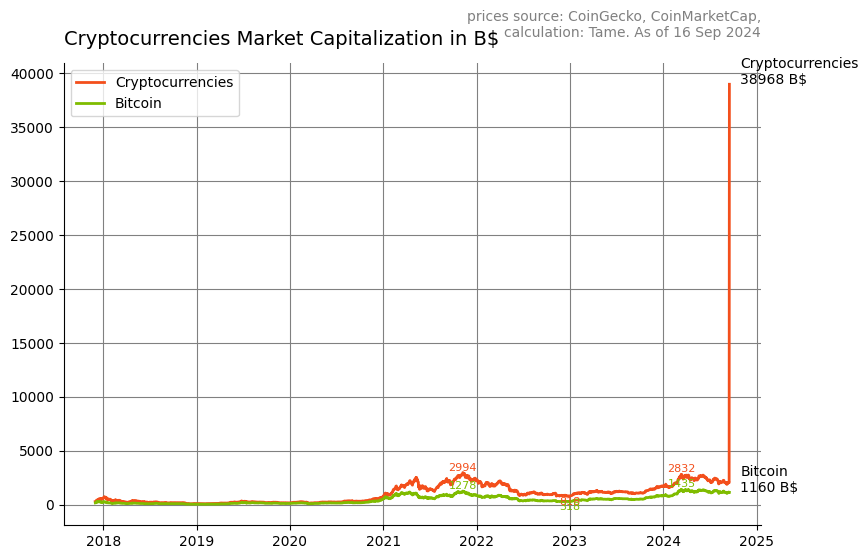 prices source: CoinGecko, CoinMarketCap,
calculation: Tame. As of 16 Sep 2024
Cryptocurrencies Market Capitalization in B$
Cryptocurrencies
38968 B$
Cryptocurrencies
Bitcoin
40000
35000
30000
25000
20000
15000
10000
5000
0
2994
1278
318
2832
1435
Bitcoin
1160 B$
2018
2019
2020
2021
2022
2023
2024
2025